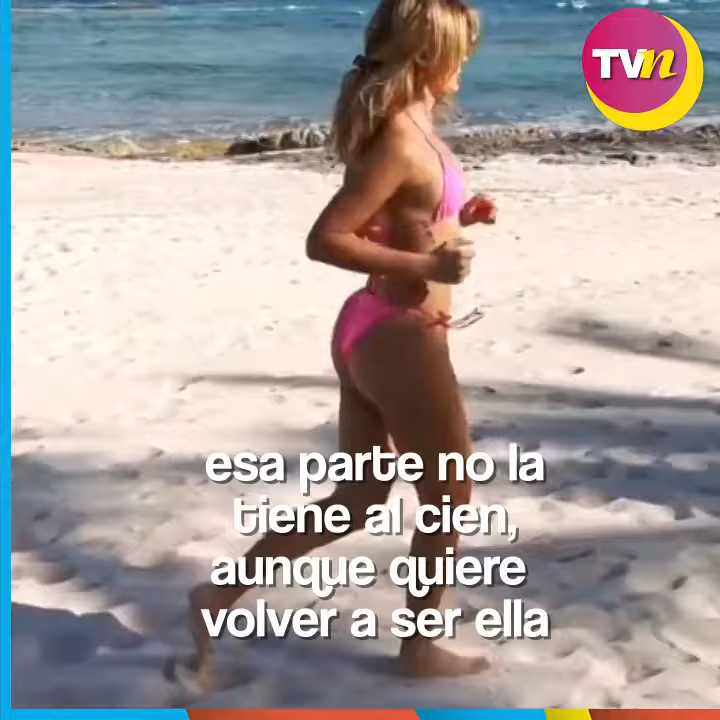 TVn
esa parte no la
tiene al cien,
aunque quiere
volver a ser ella